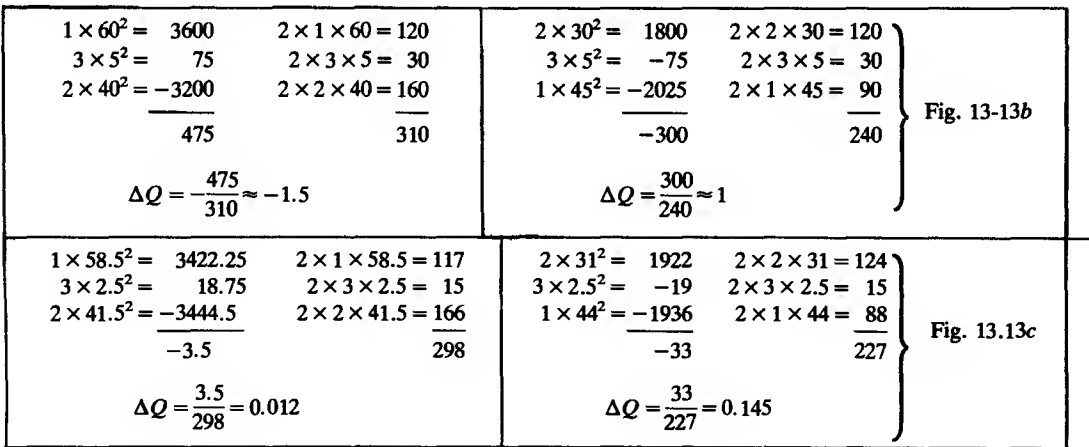 1 × 60² = 3600 2 × 1 × 60 = 120
3 × 5² = 75 2 × 3 × 5 = 30
2 × 40² = −3200 2 × 2 × 40 = 160
475 310
ΔQ = −475/310 ≈ −1.5
2 × 30² = 1800 2 × 2 × 30 = 120
3 × 5² = −75 2 × 3 × 5 = 30
1 × 45² = −2025 2 × 1 × 45 = 90
−300 240
ΔQ = 300/240 ≈ 1
Fig. 13-13b
1 × 58.5² = 3422.25 2 × 1 × 58.5 = 117
3 × 2.5² = 18.75 2 × 3 × 2.5 = 15
2 × 41.5² = −3444.5 2 × 2 × 41.5 = 166
−3.5 298
ΔQ = 3.5/298 = 0.012
2 × 31² = 1922 2 × 2 × 31 = 124
3 × 2.5² = −19 2 × 3 × 2.5 = 15
1 × 44² = −1936 2 × 1 × 44 = 88
−33 227
ΔQ = 33/227 = 0.145
Fig. 13.13c